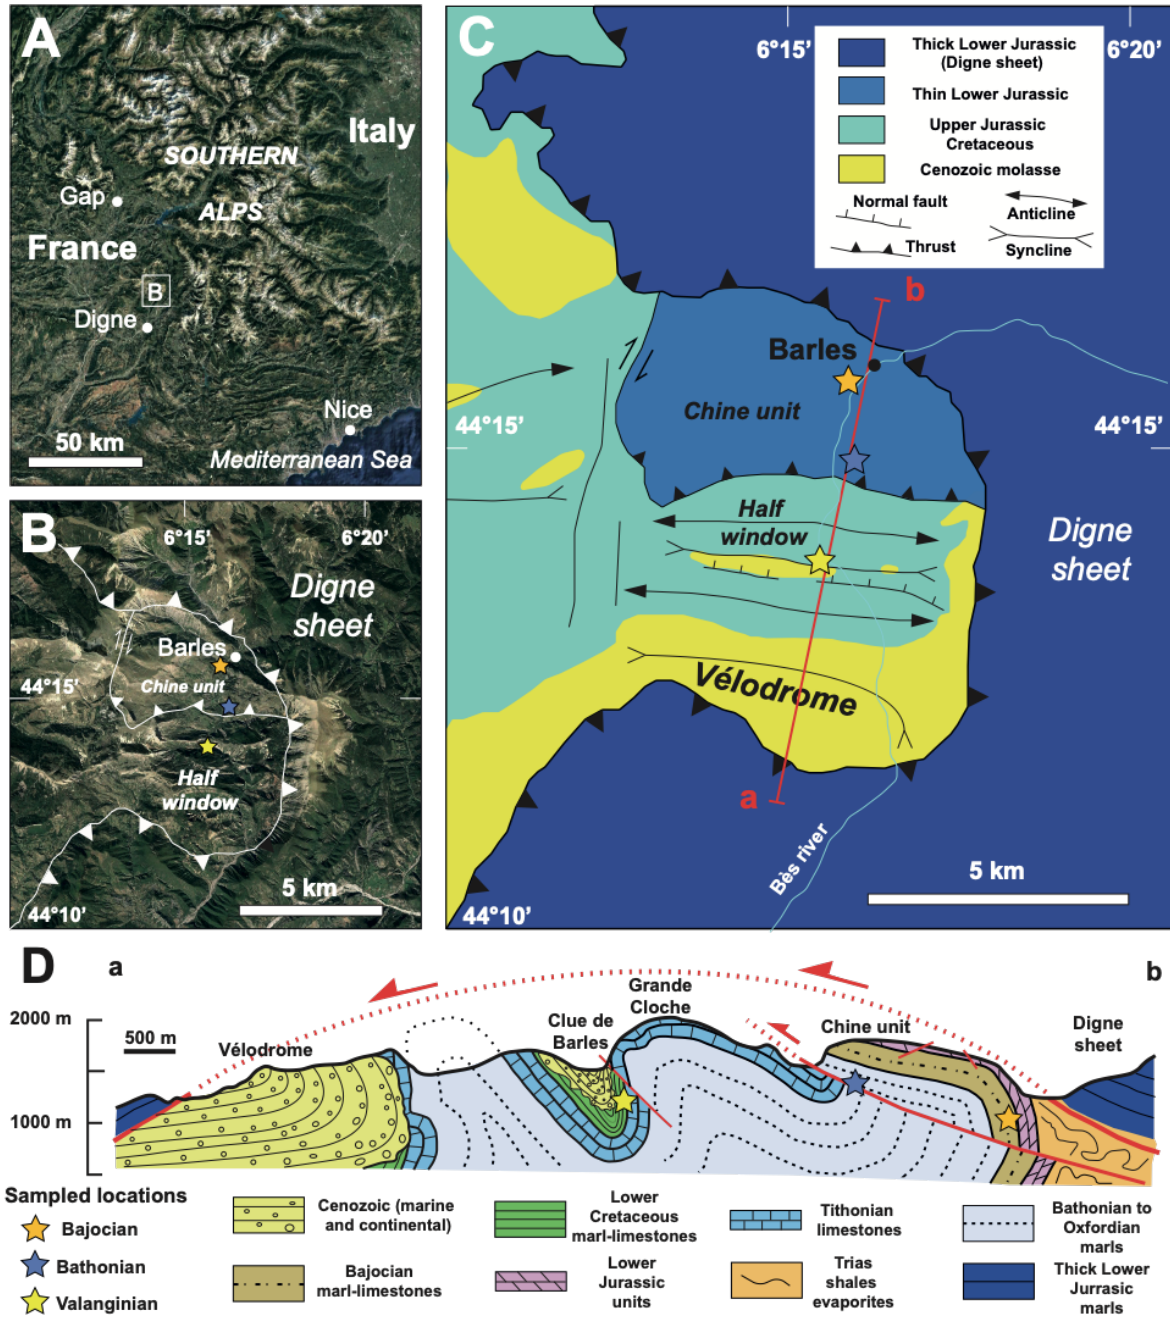 A
Italy
SOUTHERN
ALPS
Gap
France
B
Digne
Nice
50 km
Mediterranean Sea
B
6°15’
6°20’
Digne
sheet
Barles
44°15’
Chine unit
Half
window
5 km
44°10’
C
6°15’
6°20’
Thick Lower Jurassic
(Digne sheet)
Thin Lower Jurassic
Upper Jurassic
Cretaceous
Cenozoic molasse
Normal fault
Anticline
Thrust
Syncline
b
Barles
Chine unit
44°15’
44°15’
Half
window
Digne
sheet
Vélodrome
a
Bès river
5 km
44°10’
D
a
b
2000 m
500 m
1000 m
Vélodrome
Clue de
Barles
Grande
Cloche
Chine unit
Digne
sheet
Sampled locations
Bajocian
Bathonian
Valanginian
Cenozoic (marine
and continental)
Bajocian
marl-limestones
Lower
Cretaceous
marl-limestones
Lower
Jurassic
units
Tithonian
limestones
Trias
shales
evaporites
Bathonian to
Oxfordian
marls
Thick Lower
Jurrasic
marls